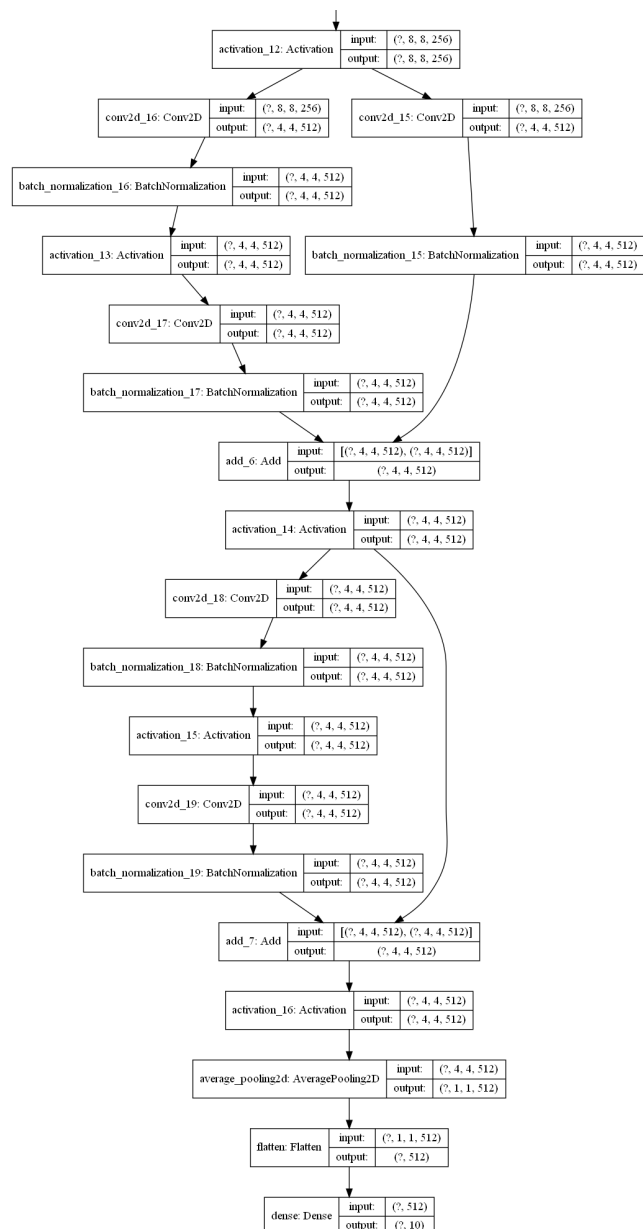 activation_12: Activation
input: (?, 8, 8, 256)
output: (?, 8, 8, 256)
conv2d_16: Conv2D
input: (?, 8, 8, 256)
output: (?, 4, 4, 512)
conv2d_15: Conv2D
input: (?, 8, 8, 256)
output: (?, 4, 4, 512)
batch_normalization_16: BatchNormalization
input: (?, 4, 4, 512)
output: (?, 4, 4, 512)
activation_13: Activation
input: (?, 4, 4, 512)
output: (?, 4, 4, 512)
batch_normalization_15: BatchNormalization
input: (?, 4, 4, 512)
output: (?, 4, 4, 512)
conv2d_17: Conv2D
input: (?, 4, 4, 512)
output: (?, 4, 4, 512)
batch_normalization_17: BatchNormalization
input: (?, 4, 4, 512)
output: (?, 4, 4, 512)
add_6: Add
input: [(?, 4, 4, 512), (?, 4, 4, 512)]
output: (?, 4, 4, 512)
activation_14: Activation
input: (?, 4, 4, 512)
output: (?, 4, 4, 512)
conv2d_18: Conv2D
input: (?, 4, 4, 512)
output: (?, 4, 4, 512)
batch_normalization_18: BatchNormalization
input: (?, 4, 4, 512)
output: (?, 4, 4, 512)
activation_15: Activation
input: (?, 4, 4, 512)
output: (?, 4, 4, 512)
conv2d_19: Conv2D
input: (?, 4, 4, 512)
output: (?, 4, 4, 512)
batch_normalization_19: BatchNormalization
input: (?, 4, 4, 512)
output: (?, 4, 4, 512)
add_7: Add
input: [(?, 4, 4, 512), (?, 4, 4, 512)]
output: (?, 4, 4, 512)
activation_16: Activation
input: (?, 4, 4, 512)
output: (?, 4, 4, 512)
average_pooling2d: AveragePooling2D
input: (?, 4, 4, 512)
output: (?, 1, 1, 512)
flatten: Flatten
input: (?, 1, 1, 512)
output: (?, 512)
dense: Dense
input: (?, 512)
output: (?, 10)